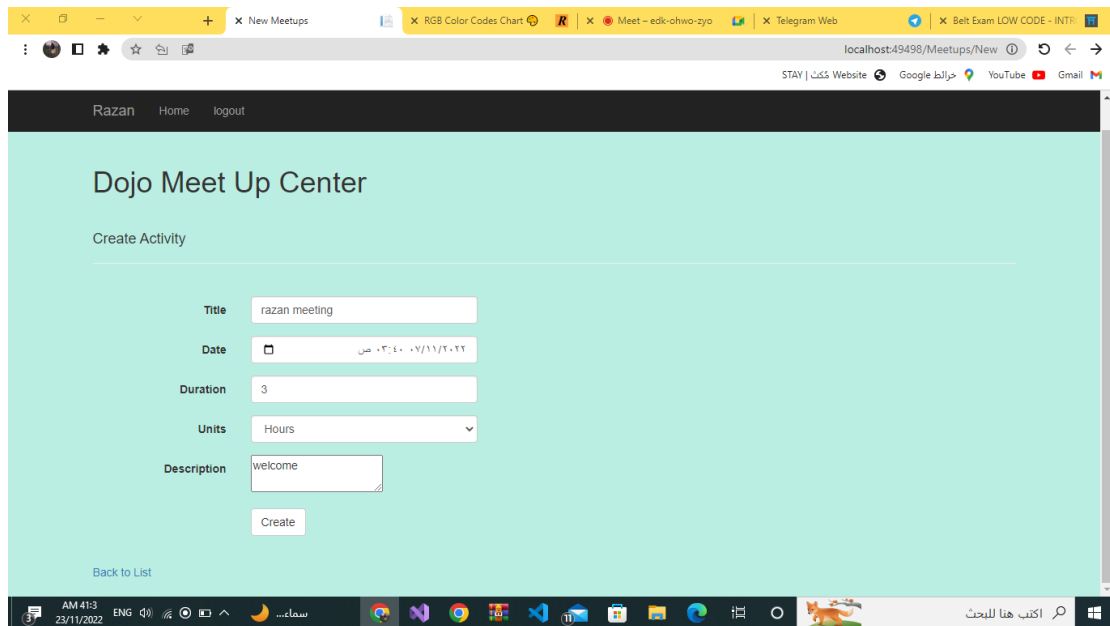 New Meetups
RGB Color Codes Chart
Meet – edk-ohwo-zyo
Telegram Web
Belt Exam LOW CODE - INTR
localhost:49498/Meetups/New
STAY | مُكث Website
خرائط Google
YouTube
Gmail
Razan Home logout
Dojo Meet Up Center
Create Activity
Title razan meeting
Date ٠٧/١١/٢٠٢٢ ٠٣:٤٠ ص
Duration 3
Units Hours
Description welcome
Create
Back to List
3
AM 41:3
23/11/2022
ENG
سماء...
11
اكتب هنا للبحث